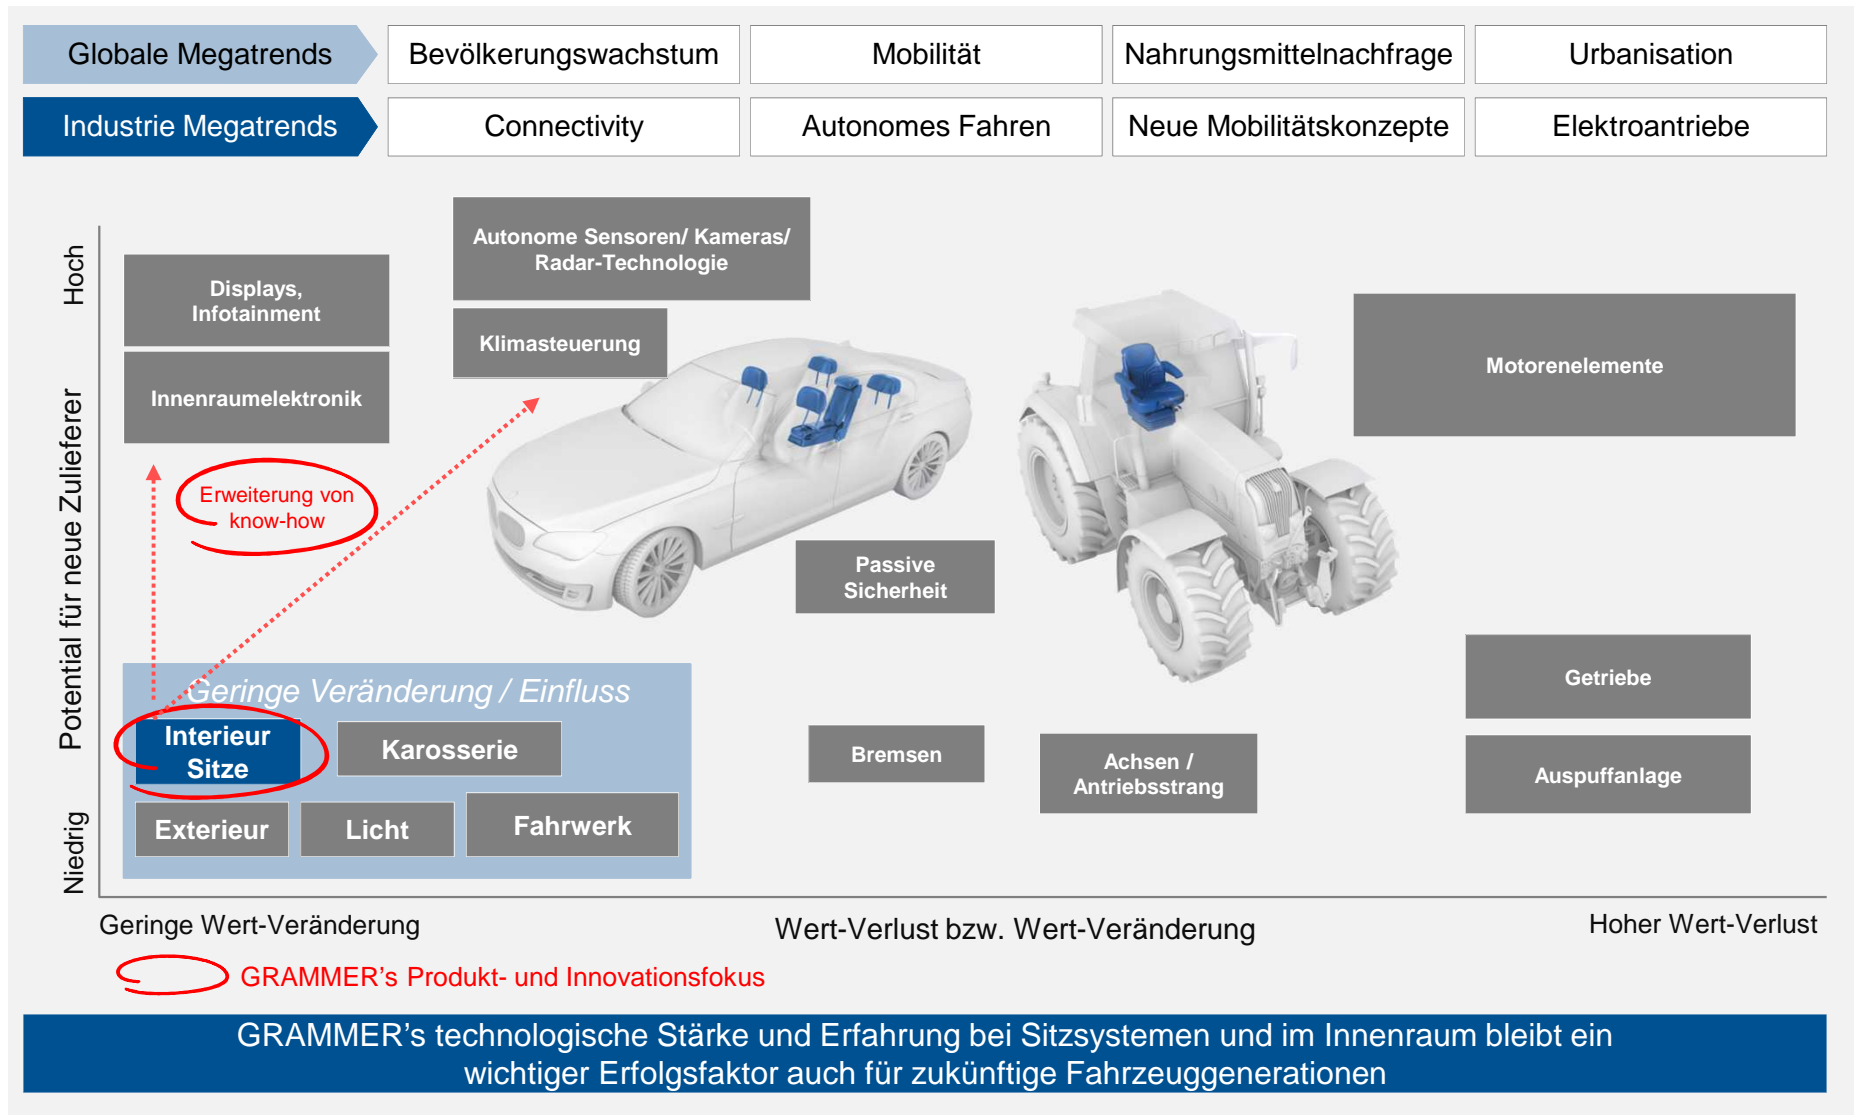 Globale Megatrends
Bevölkerungswachstum
Mobilität
Nahrungsmittelnachfrage
Urbanisation
Industrie Megatrends
Connectivity
Autonomes Fahren
Neue Mobilitätskonzepte
Elektroantriebe
Hoch
Potential für neue Zulieferer
Niedrig
Autonome Sensoren/ Kameras/
Radar-Technologie
Displays,
Infotainment
Klimasteuerung
Motorenelemente
Innenraumelektronik
Erweiterung von
know-how
Passive
Sicherheit
Getriebe
Geringe Veränderung / Einfluss
Interieur
Sitze
Karosserie
Bremsen
Achsen /
Antriebsstrang
Auspuffanlage
Exterieur
Licht
Fahrwerk
Geringe Wert-Veränderung
Wert-Verlust bzw. Wert-Veränderung
Hoher Wert-Verlust
GRAMMER’s Produkt- und Innovationsfokus
GRAMMER’s technologische Stärke und Erfahrung bei Sitzsystemen und im Innenraum bleibt ein
wichtiger Erfolgsfaktor auch für zukünftige Fahrzeuggenerationen